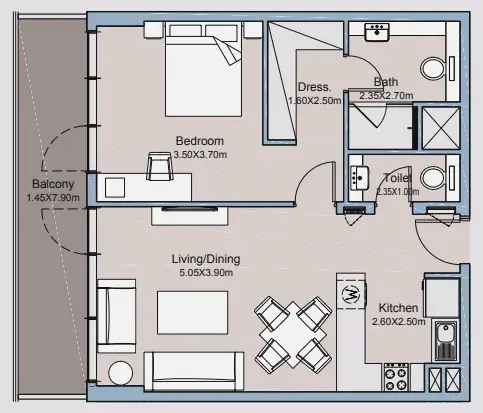 Bath
2.35X2.70m
Dress.
1.60X2.50m
Bedroom
3.50X3.70m
Toilet
2.35X1.00m
Balcony
1.45X7.90m
Living/Dining
5.05X3.90m
Kitchen
2.60X2.50m
W